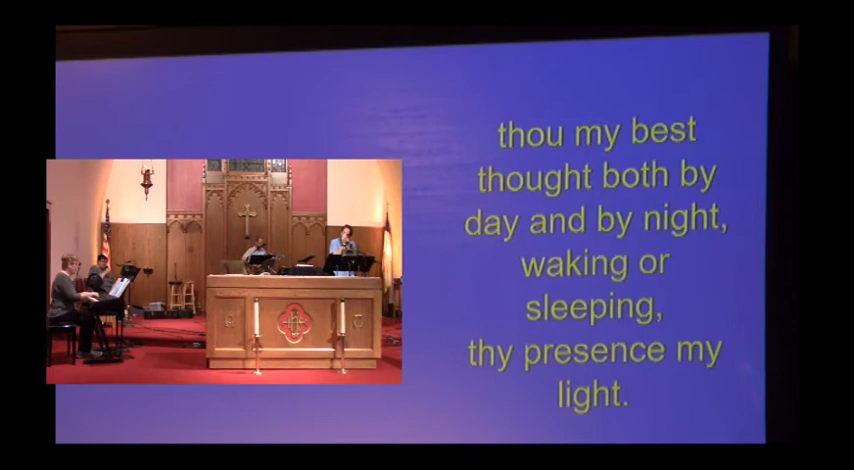 thou my best
thought both by
day and by night,
waking or
sleeping,
thy presence my
light.